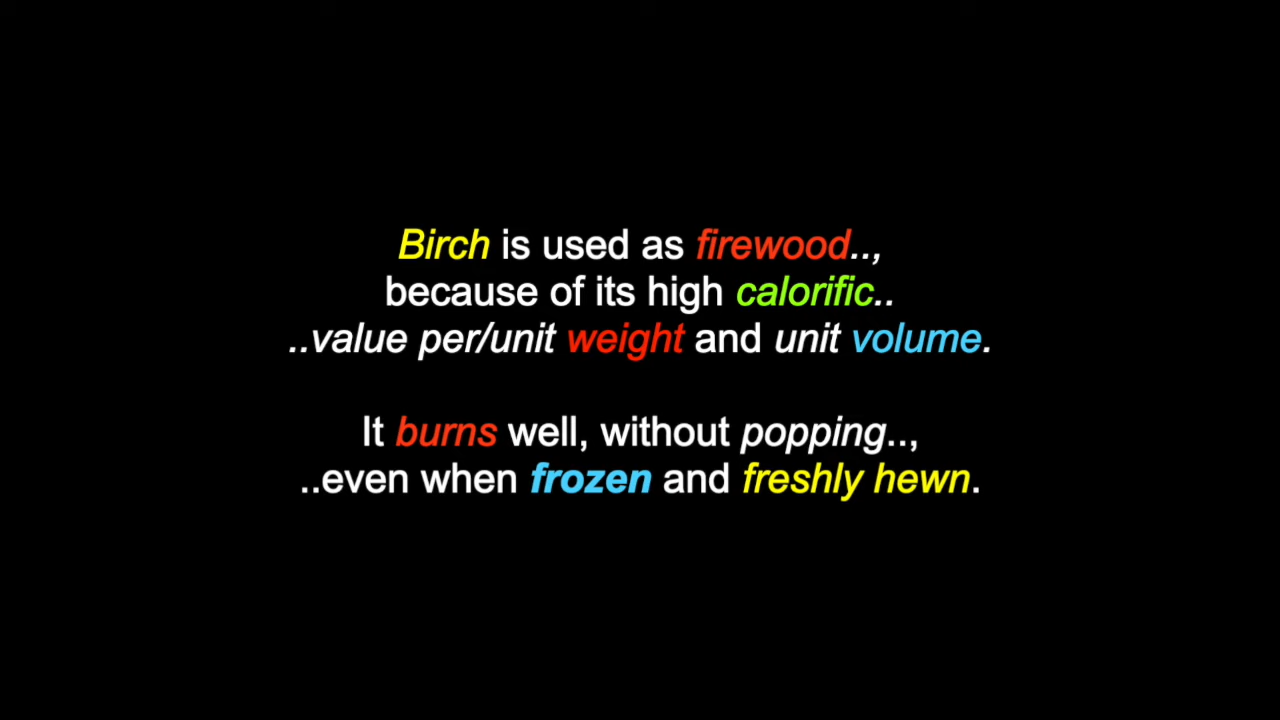 Birch is used as firewood..,
because of its high calorific..
..value per/unit weight and unit volume.
It burns well, without popping..,
..even when frozen and freshly hewn.